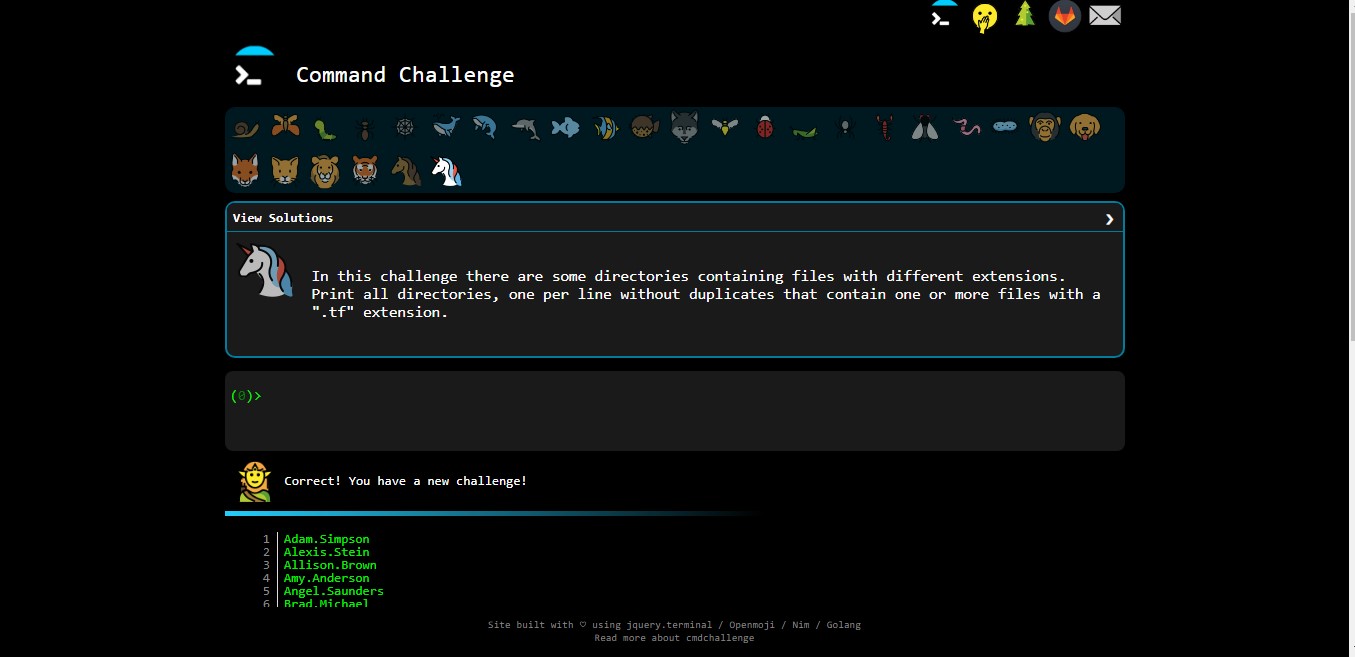 Command Challenge
View Solutions
In this challenge there are some directories containing files with different extensions.
Print all directories, one per line without duplicates that contain one or more files with a
".tf" extension.
(0)>
Correct! You have a new challenge!
1 Adam.Simpson
2 Alexis.Stein
3 Allison.Brown
4 Amy.Anderson
5 Angel.Saunders
6 Brad.Michael
Site built with ♡ using jquery.terminal / Openmoji / Nim / Golang
Read more about cmdchallenge